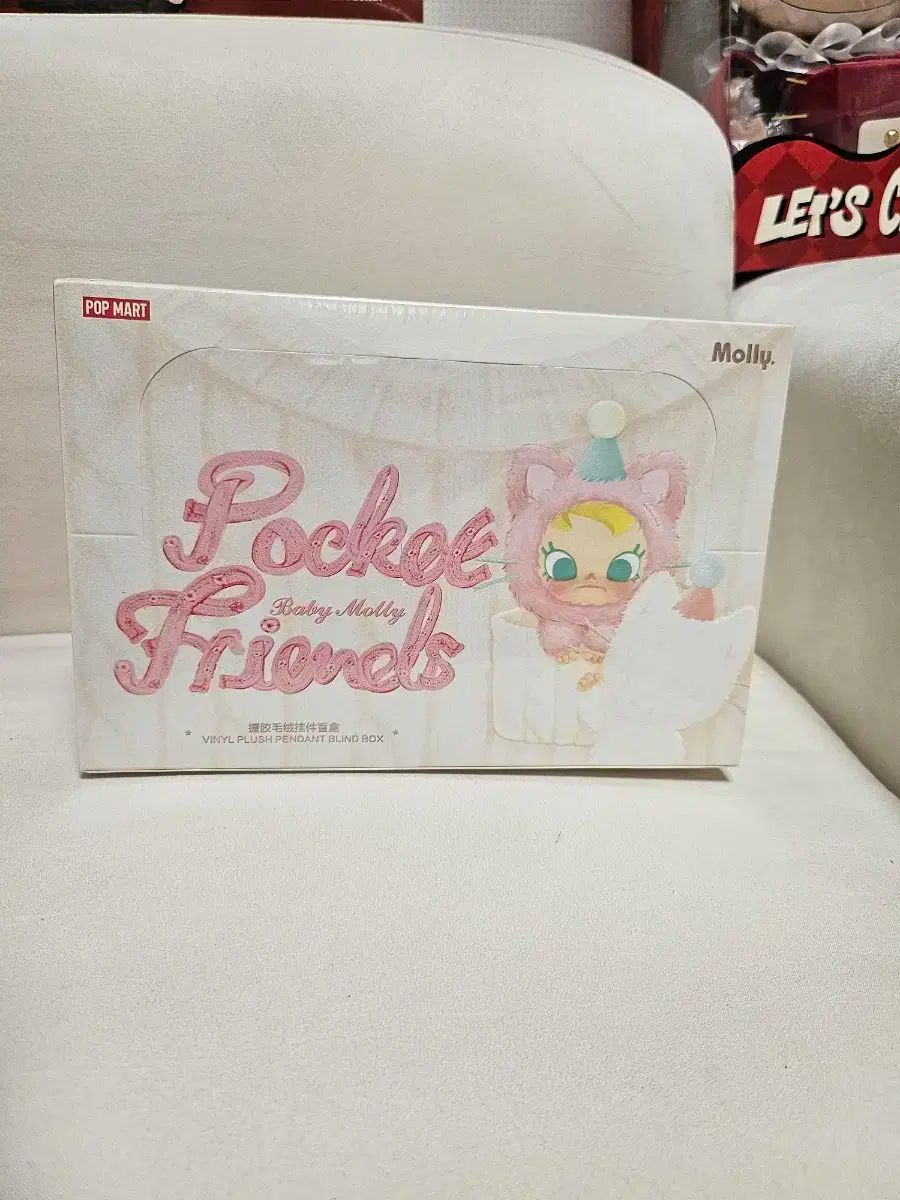 LET'S
POP MART
Molly.
Pocket
Baby Molly
Friends
搪胶毛绒挂件盲盒
* VINYL PLUSH PENDANT BLIND BOX *